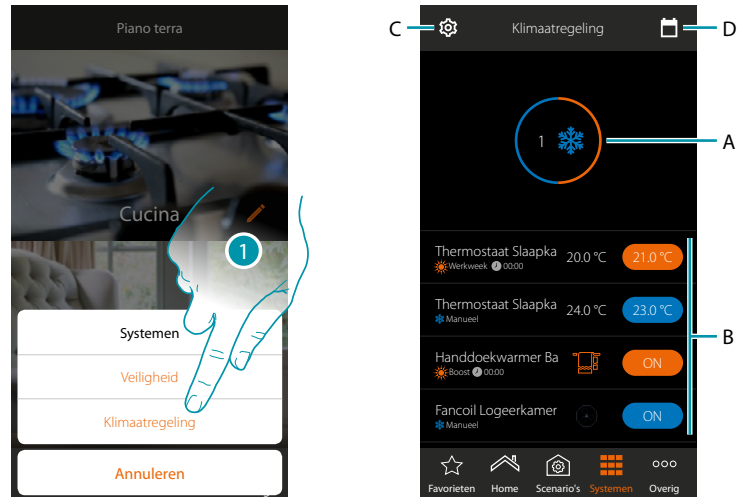 Piano terra
Cucina
1
Systemen
Veiligheid
Klimaatregeling
Annuleren
C
Klimaatregeling
D
1
A
Thermostaat Slaapka 20.0 °C 21.0 °C
Werkweek 00:00
Thermostaat Slaapka 24.0 °C 23.0 °C
Manueel
B
Handdoekwarmer Ba ON
Boost 00:00
Fancoil Logeerkamer ON
Manueel
Favorieten Home Scenario's Systemen Overig